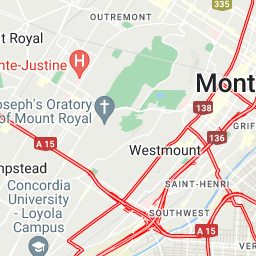 OUTREMONT
nt Royal
nte-Justine
H
Mont
138
oseph's Oratory
of Mount Royal
136
GRIF
A 15
Westmount
mpstead
SAINT-HENRI
Concordia
University
- Loyola
Campus
SOUTHWEST
A 15
VER